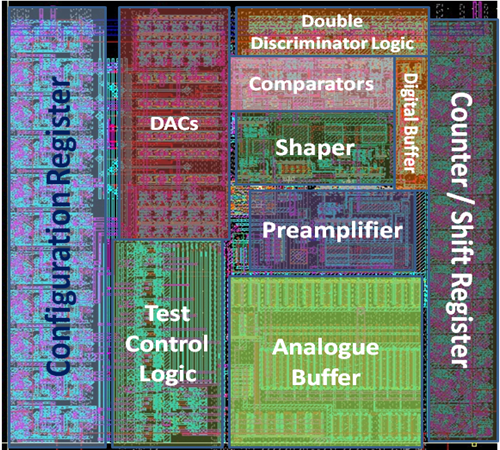 Configuration Register
DACs
Test
Control
Logic
Double
Discriminator Logic
Comparators
Digital Buffer
Shaper
Preamplifier
Analogue
Buffer
Counter / Shift Register